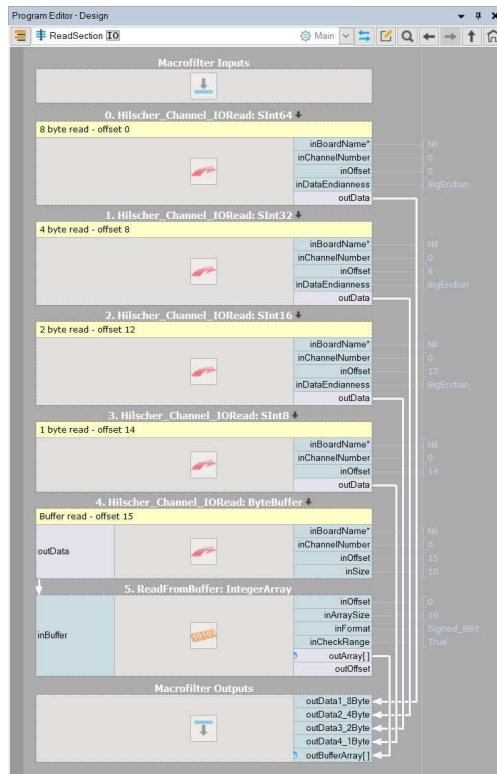 Program Editor - Design
ReadSection IO
Main
Macrofilter Inputs
0. Hilscher_Channel_IORead: SInt64
8 byte read - offset 0
inBoardName* Nil
inChannelNumber 0
inOffset 0
inDataEndianness BigEndian
outData
1. Hilscher_Channel_IORead: SInt32
4 byte read - offset 8
inBoardName* Nil
inChannelNumber 0
inOffset 8
inDataEndianness BigEndian
outData
2. Hilscher_Channel_IORead: SInt16
2 byte read - offset 12
inBoardName* Nil
inChannelNumber 0
inOffset 12
inDataEndianness BigEndian
outData
3. Hilscher_Channel_IORead: SInt8
1 byte read - offset 14
inBoardName* Nil
inChannelNumber 0
inOffset 14
outData
4. Hilscher_Channel_IORead: ByteBuffer
Buffer read - offset 15
outData
inBoardName* Nil
inChannelNumber 0
inOffset 15
inSize 10
5. ReadFromBuffer: IntegerArray
inBuffer
1010
inOffset 0
inArraySize 10
inFormat Signed_8Bit
inCheckRange True
outArray[]
outOffset
Macrofilter Outputs
outData1_8Byte
outData2_4Byte
outData3_2Byte
outData4_1Byte
outBufferArray[]